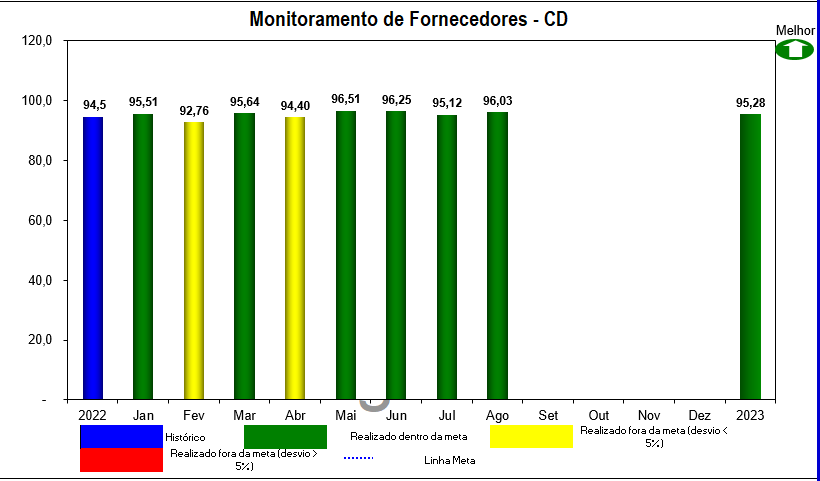 Monitoramento de Fornecedores - CD
Melhor
120,0
100,0
80,0
60,0
40,0
20,0
-
94,5 95,51 92,76 95,64 94,40 96,51 96,25 95,12 96,03 95,28
2022 Jan Fev Mar Abr Mai Jun Jul Ago Set Out Nov Dez 2023
Histórico
Realizado dentro da meta
Realizado fora da meta (desvio <
5%)
Realizado fora da meta (desvio >
5%)
Linha Meta